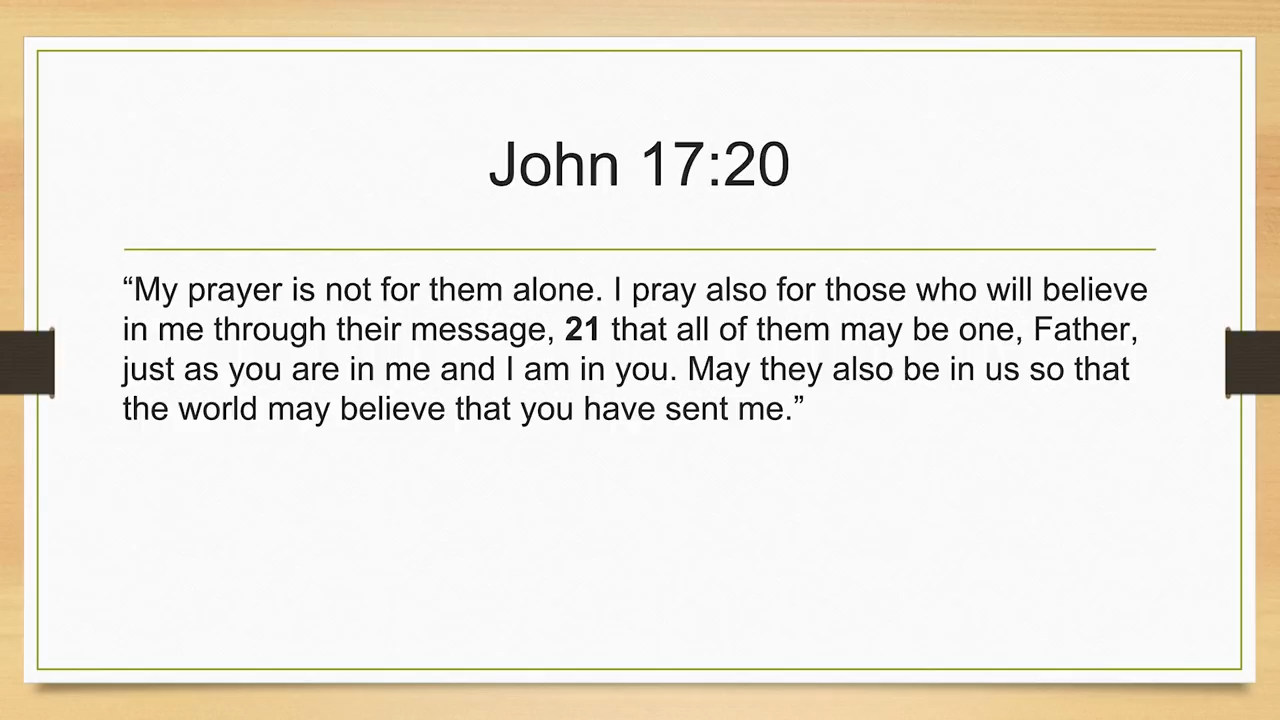 John 17:20
“My prayer is not for them alone. I pray also for those who will believe
in me through their message, 21 that all of them may be one, Father,
just as you are in me and I am in you. May they also be in us so that
the world may believe that you have sent me.”